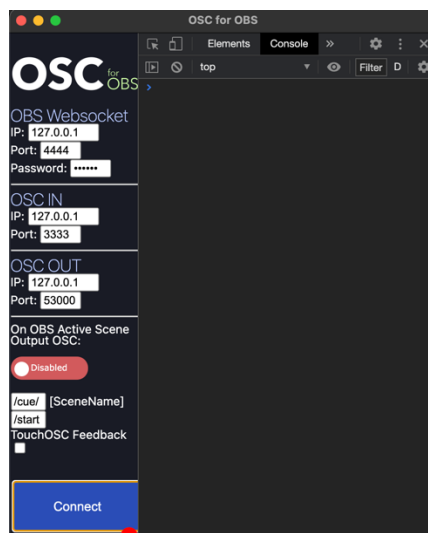 OSC for OBS
Elements Console »
OSC for OBS
top Filter D
OBS Websocket
IP: 127.0.0.1
Port: 4444
Password: ••••••
OSC IN
IP: 127.0.0.1
Port: 3333
OSC OUT
IP: 127.0.0.1
Port: 53000
On OBS Active Scene
Output OSC:
Disabled
/cue/ [SceneName]
/start
TouchOSC Feedback
Connect